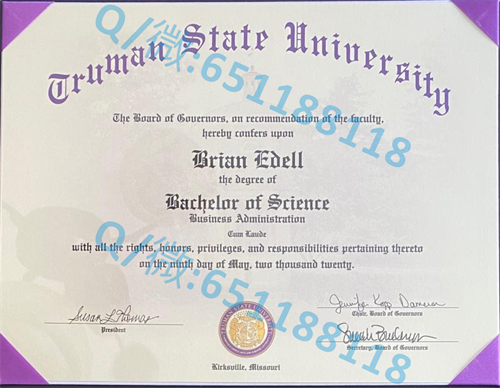 Truman State University
The Board of Governors, on recommendation of the faculty,
hereby confers upon
Brian Edell
the degree of
Bachelor of Science
Business Administration
Cum Laude
with all the rights, honors, privileges, and responsibilities pertaining thereto
on the ninth day of May, two thousand twenty.
President
Chair, Board of Governors
Secretary, Board of Governors
Kirksville, Missouri
Q/微:651188118
Q/微:651188118